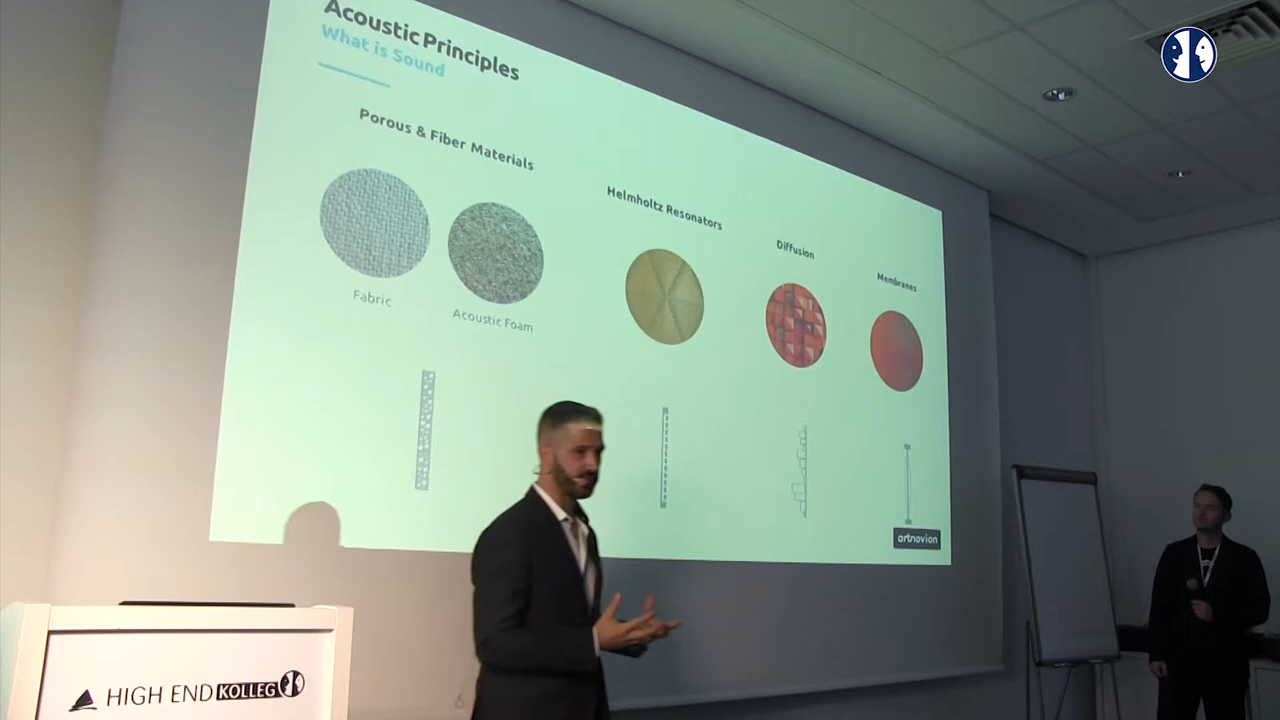 Acoustic Principles
What is Sound
Porous & Fiber Materials
Helmholtz Resonators
Diffusion
Membranes
Fabric
Acoustic Foam
artnovion
HIGH END KOLLEG